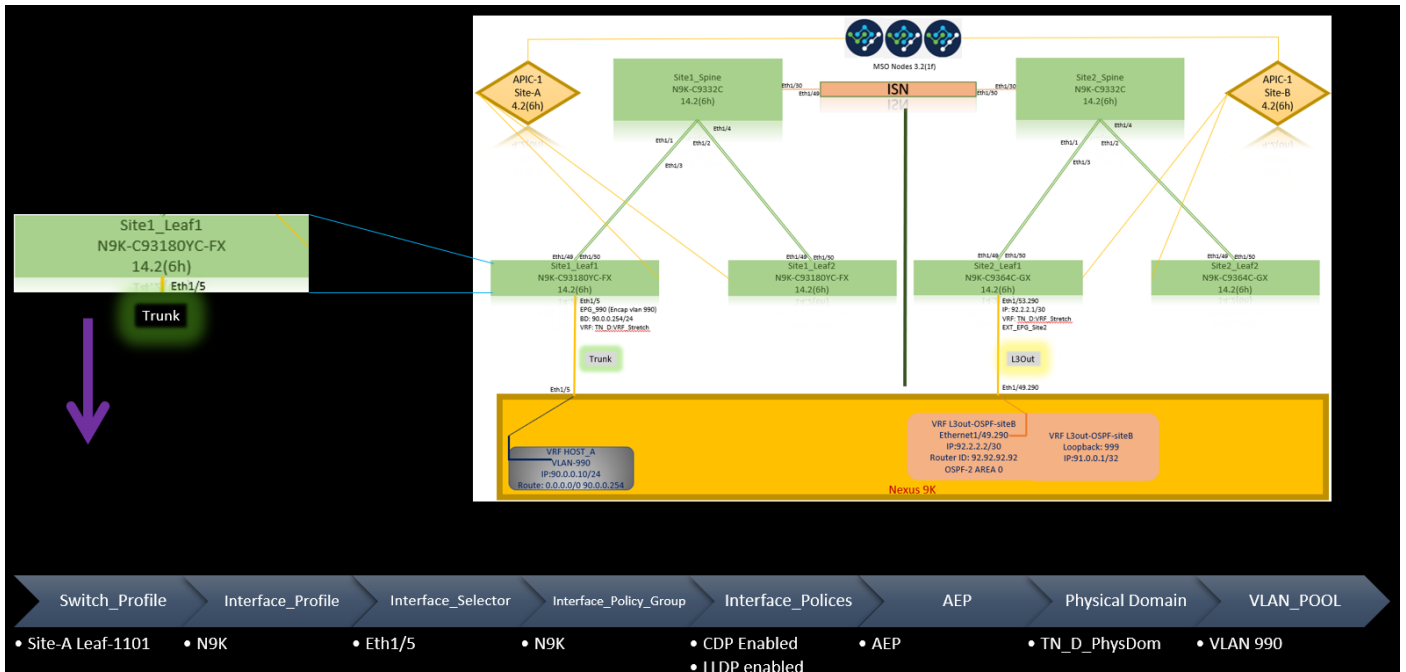 MSO Nodes 3.2(1f)
APIC-1
Site-A
4.2(6h)
Site1_Spine
N9K-C9332C
14.2(6h)
Eth1/30
Eth1/49
ISN
Eth1/30
Eth1/50
Site2_Spine
N9K-C9332C
14.2(6h)
APIC-1
Site-B
4.2(6h)
Eth1/4
Eth1/1
Eth1/2
Eth1/3
Eth1/4
Eth1/1
Eth1/2
Eth1/3
Site1_Leaf1
N9K-C93180YC-FX
14.2(6h)
Eth1/5
Trunk
Eth1/49 Eth1/50
Site1_Leaf1
N9K-C93180YC-FX
14.2(6h)
Eth1/49 Eth1/50
Site1_Leaf2
N9K-C93180YC-FX
14.2(6h)
Eth1/49 Eth1/50
Site2_Leaf1
N9K-C9364C-GX
14.2(6h)
Eth1/49 Eth1/50
Site2_Leaf2
N9K-C9364C-GX
14.2(6h)
Eth1/5
EPG_990 (Encap vlan 990)
BD: 90.0.0.254/24
VRF: TN_D:VRF_Stretch
Trunk
Eth1/5
Eth1/53.290
IP: 92.2.2.1/30
VRF: TN_D:VRF_Stretch
EXT_EPG_Site2
L3Out
Eth1/49.290
VRF HOST_A
VLAN-990
IP:90.0.0.10/24
Route: 0.0.0.0/0 90.0.0.254
VRF L3out-OSPF-siteB
Ethernet1/49.290
IP:92.2.2.2/30
Router ID: 92.92.92.92
OSPF-2 AREA 0
VRF L3out-OSPF-siteB
Loopback: 999
IP:91.0.0.1/32
Nexus 9K
Switch_Profile
Interface_Profile
Interface_Selector
Interface_Policy_Group
Interface_Polices
AEP
Physical Domain
VLAN_POOL
• Site-A Leaf-1101
• N9K
• Eth1/5
• N9K
• CDP Enabled
• LLDP enabled
• AEP
• TN_D_PhysDom
• VLAN 990